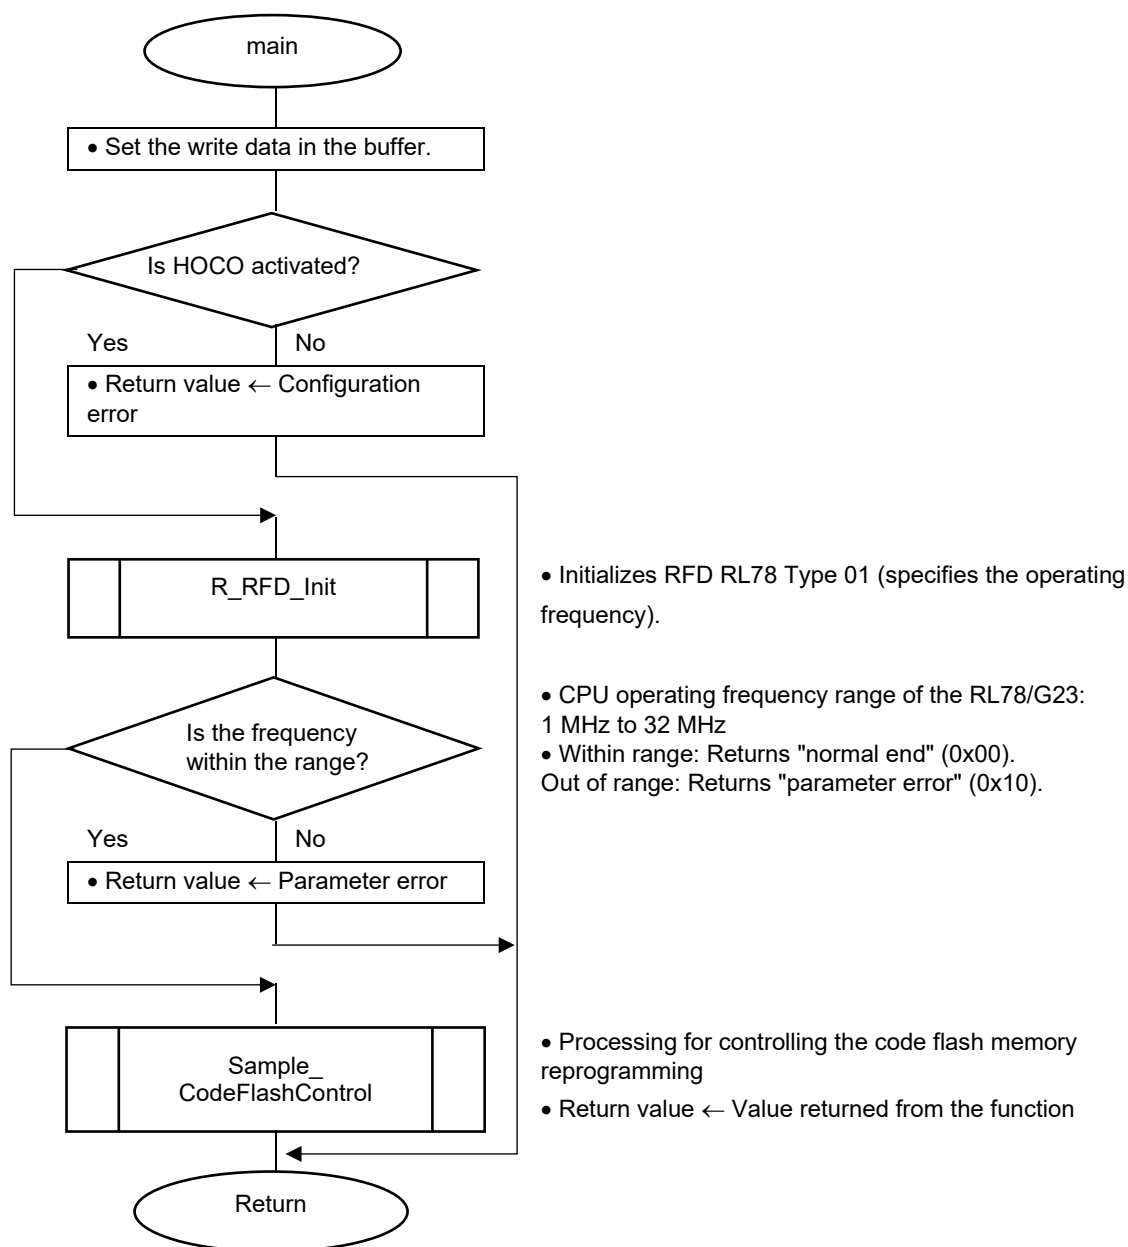 main
• Set the write data in the buffer.
Is HOCO activated?
Yes
No
• Return value ← Configuration
error
R_RFD_Init
• Initializes RFD RL78 Type 01 (specifies the operating
frequency).
Is the frequency
within the range?
• CPU operating frequency range of the RL78/G23:
1 MHz to 32 MHz
• Within range: Returns "normal end" (0x00).
Out of range: Returns "parameter error" (0x10).
Yes
No
• Return value ← Parameter error
Sample_
CodeFlashControl
• Processing for controlling the code flash memory
reprogramming
• Return value ← Value returned from the function
Return